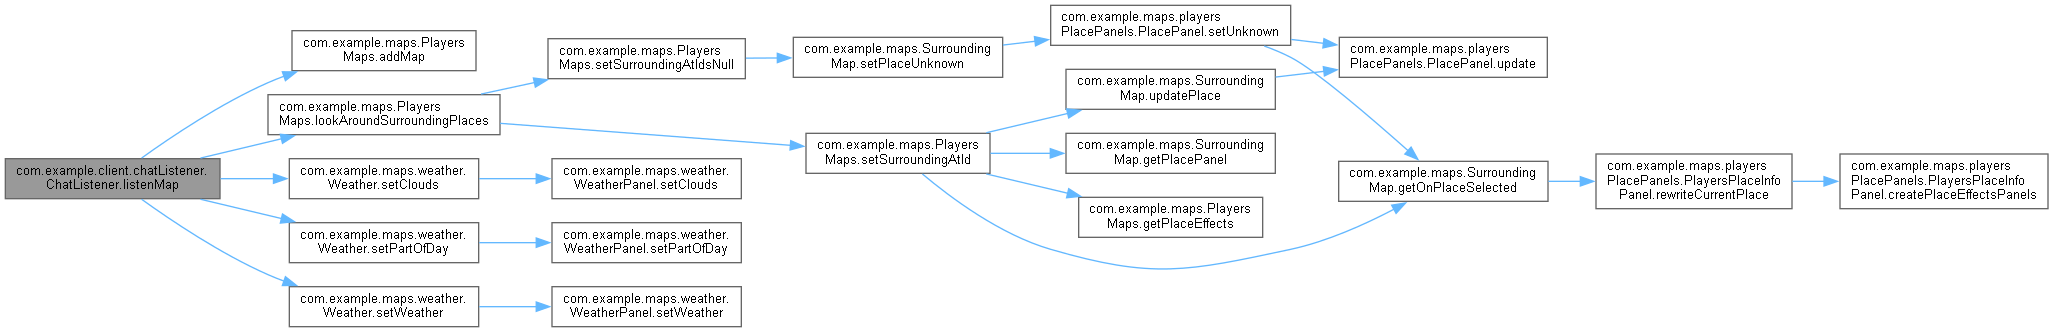 com.example.client.chatListener.
ChatListener.listenMap
com.example.maps.Players
Maps.addMap
com.example.maps.Players
Maps.lookAroundSurroundingPlaces
com.example.maps.weather.
Weather.setClouds
com.example.maps.weather.
Weather.setPartOfDay
com.example.maps.weather.
Weather.setWeather
com.example.maps.Players
Maps.setSurroundingAtIdsNull
com.example.maps.weather.
WeatherPanel.setClouds
com.example.maps.weather.
WeatherPanel.setPartOfDay
com.example.maps.weather.
WeatherPanel.setWeather
com.example.maps.Surrounding
Map.setPlaceUnknown
com.example.maps.Players
Maps.setSurroundingAtId
com.example.maps.players
PlacePanels.PlacePanel.setUnknown
com.example.maps.Surrounding
Map.updatePlace
com.example.maps.Surrounding
Map.getPlacePanel
com.example.maps.Players
Maps.getPlaceEffects
com.example.maps.players
PlacePanels.PlacePanel.update
com.example.maps.Surrounding
Map.getOnPlaceSelected
com.example.maps.players
PlacePanels.PlayersPlaceInfo
Panel.rewriteCurrentPlace
com.example.maps.players
PlacePanels.PlayersPlaceInfo
Panel.createPlaceEffectsPanels